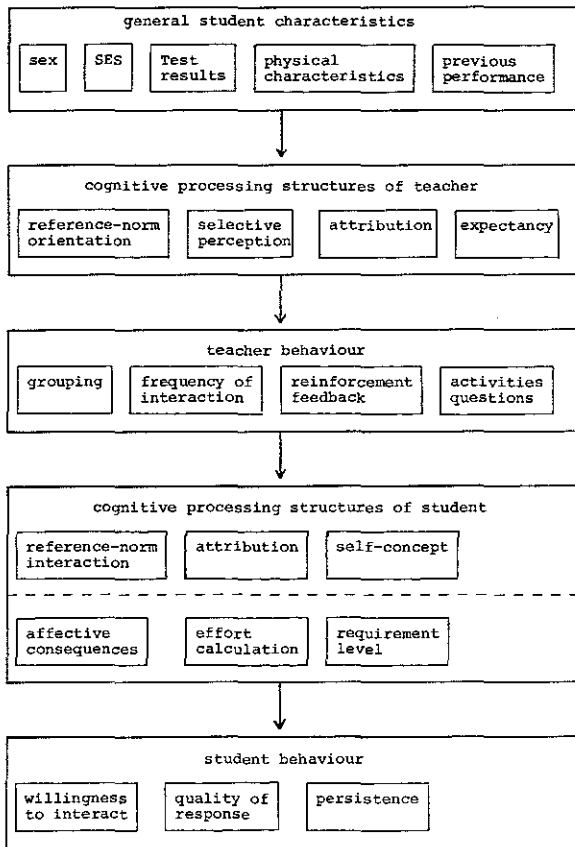 general student characteristics
sex
SES
Test
results
physical
characteristics
previous
performance
cognitive processing structures of teacher
reference-norm
orientation
selective
perception
attribution
expectancy
teacher behaviour
grouping
frequency of
interaction
reinforcement
feedback
activities
questions
cognitive processing structures of student
reference-norm
interaction
attribution
self-concept
affective
consequences
effort
calculation
requirement
level
student behaviour
willingness
to interact
quality of
response
persistence